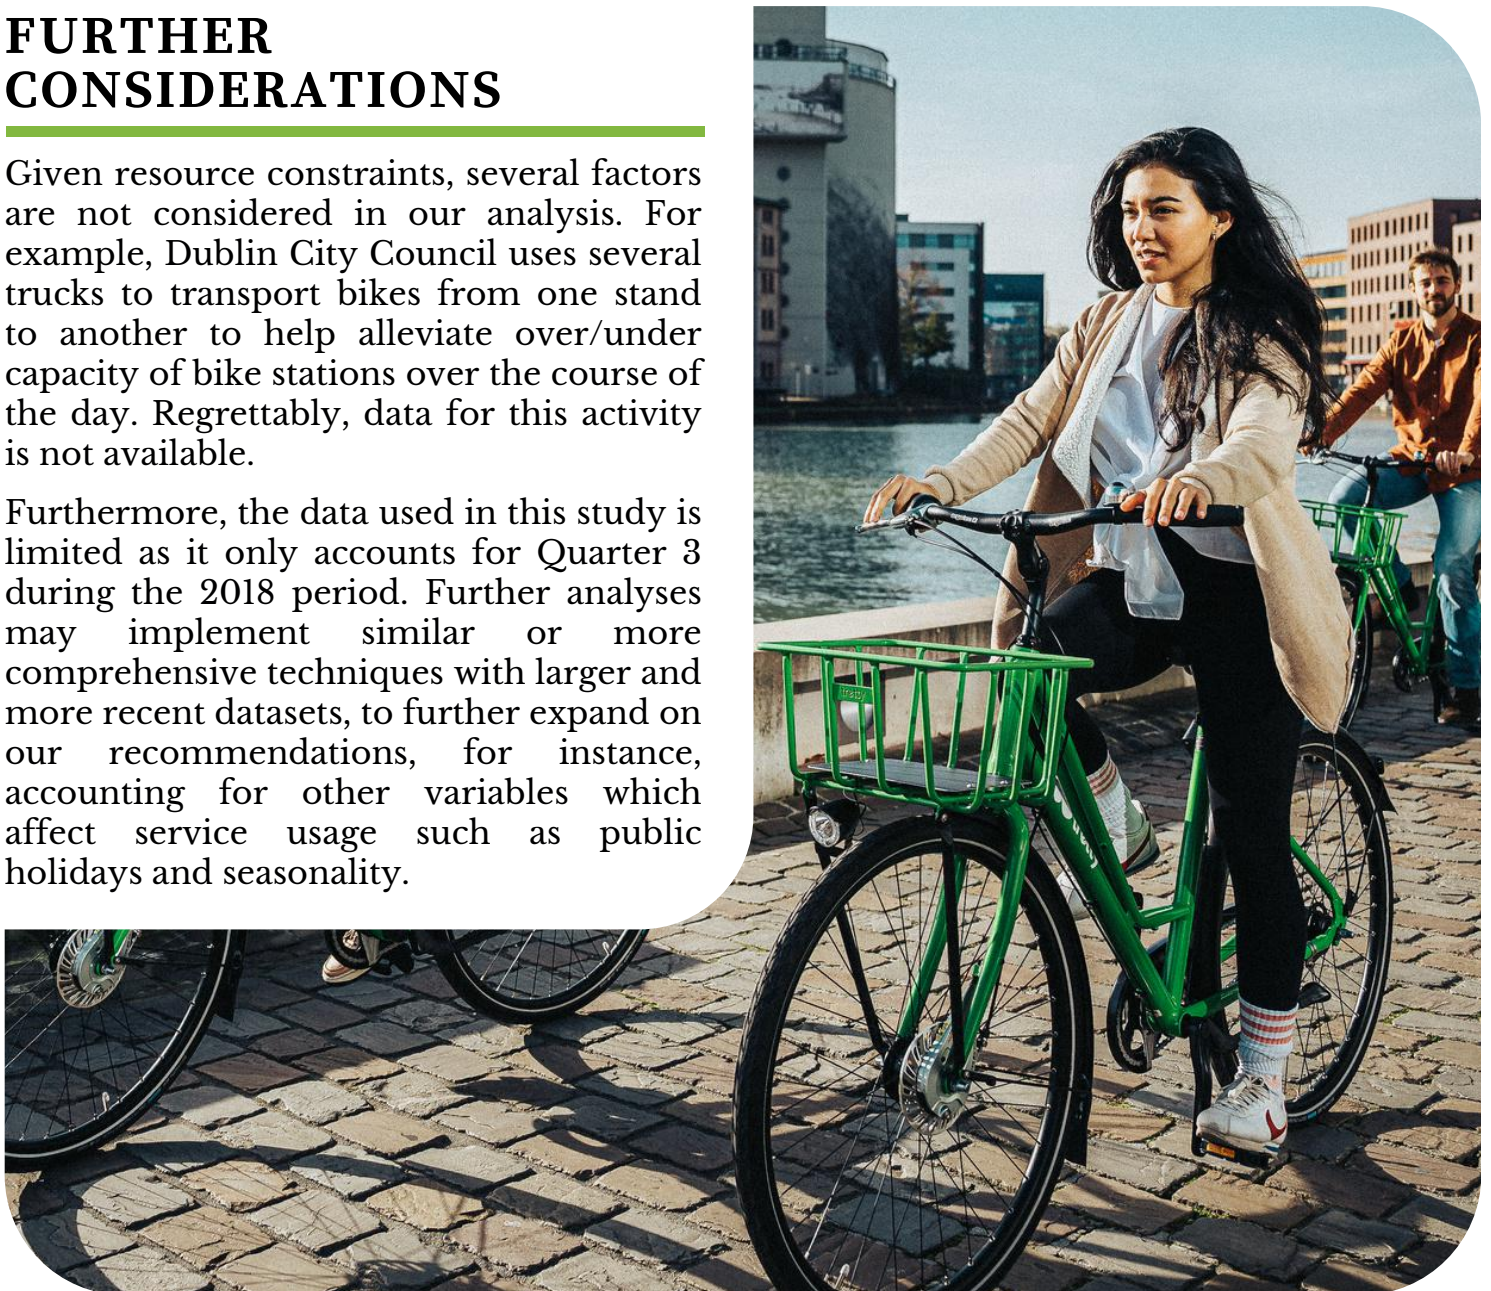 FURTHER
CONSIDERATIONS
Given resource constraints, several factors
are not considered in our analysis. For
example, Dublin City Council uses several
trucks to transport bikes from one stand
to another to help alleviate over/under
capacity of bike stations over the course of
the day. Regrettably, data for this activity
is not available.
Furthermore, the data used in this study is
limited as it only accounts for Quarter 3
during the 2018 period. Further analyses
may implement similar or more
comprehensive techniques with larger and
more recent datasets, to further expand on
our recommendations, for instance,
accounting for other variables which
affect service usage such as public
holidays and seasonality.